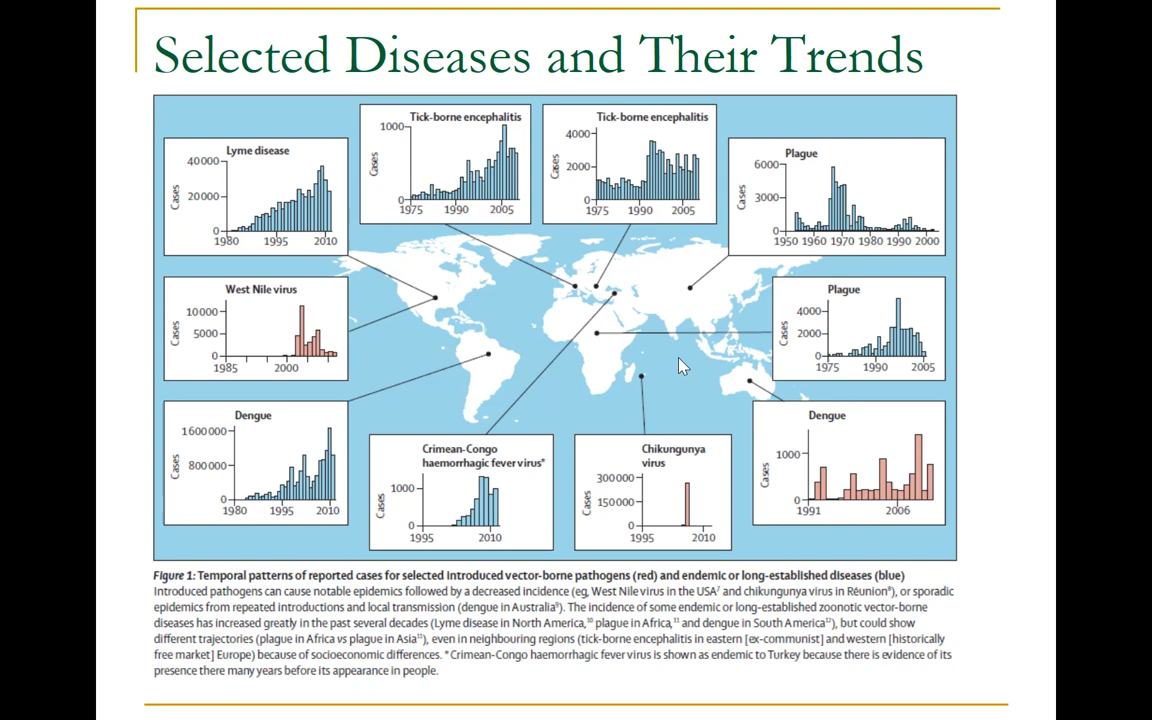 Selected Diseases and Their Trends
Tick-borne encephalitis
1000
Cases
0
1975 1990 2005
Tick-borne encephalitis
4000
2000
Cases
0
1975 1990 2005
Lyme disease
40000
20000
Cases
0
1980 1995 2010
Plague
6000
3000
Cases
0
1950 1960 1970 1980 1990 2000
West Nile virus
10000
5000
Cases
0
1985 2000
Plague
4000
2000
Cases
0
1975 1990 2005
Dengue
1600000
800000
Cases
0
1980 1995 2010
Crimean-Congo
haemorrhagic fever virus*
1000
Cases
0
1995 2010
Chikungunya
virus
300000
150000
Cases
0
1995 2010
Dengue
1000
Cases
0
1991 2006
Figure 1: Temporal patterns of reported cases for selected introduced vector-borne pathogens (red) and endemic or long-established diseases (blue)
Introduced pathogens can cause notable epidemics followed by a decreased incidence (eg, West Nile virus in the USA⁷ and chikungunya virus in Réunion⁸), or sporadic
epidemics from repeated introductions and local transmission (dengue in Australia⁹). The incidence of some endemic or long-established zoonotic vector-borne
diseases has increased greatly in the past several decades (Lyme disease in North America,¹⁰ plague in Africa,¹¹ and dengue in South America¹²), but could show
different trajectories (plague in Africa vs plague in Asia¹¹), even in neighbouring regions (tick-borne encephalitis in eastern [ex-communist] and western [historically
free market] Europe) because of socioeconomic differences. *Crimean-Congo haemorrhagic fever virus is shown as endemic to Turkey because there is evidence of its
presence there many years before its appearance in people.